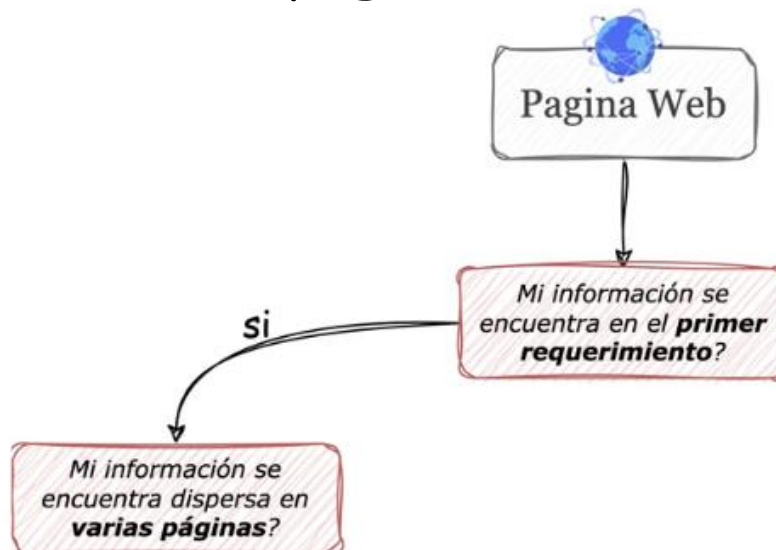 Pagina Web
Mi información se
encuentra en el primer
requerimiento?
si
Mi información se
encuentra dispersa en
varias páginas?